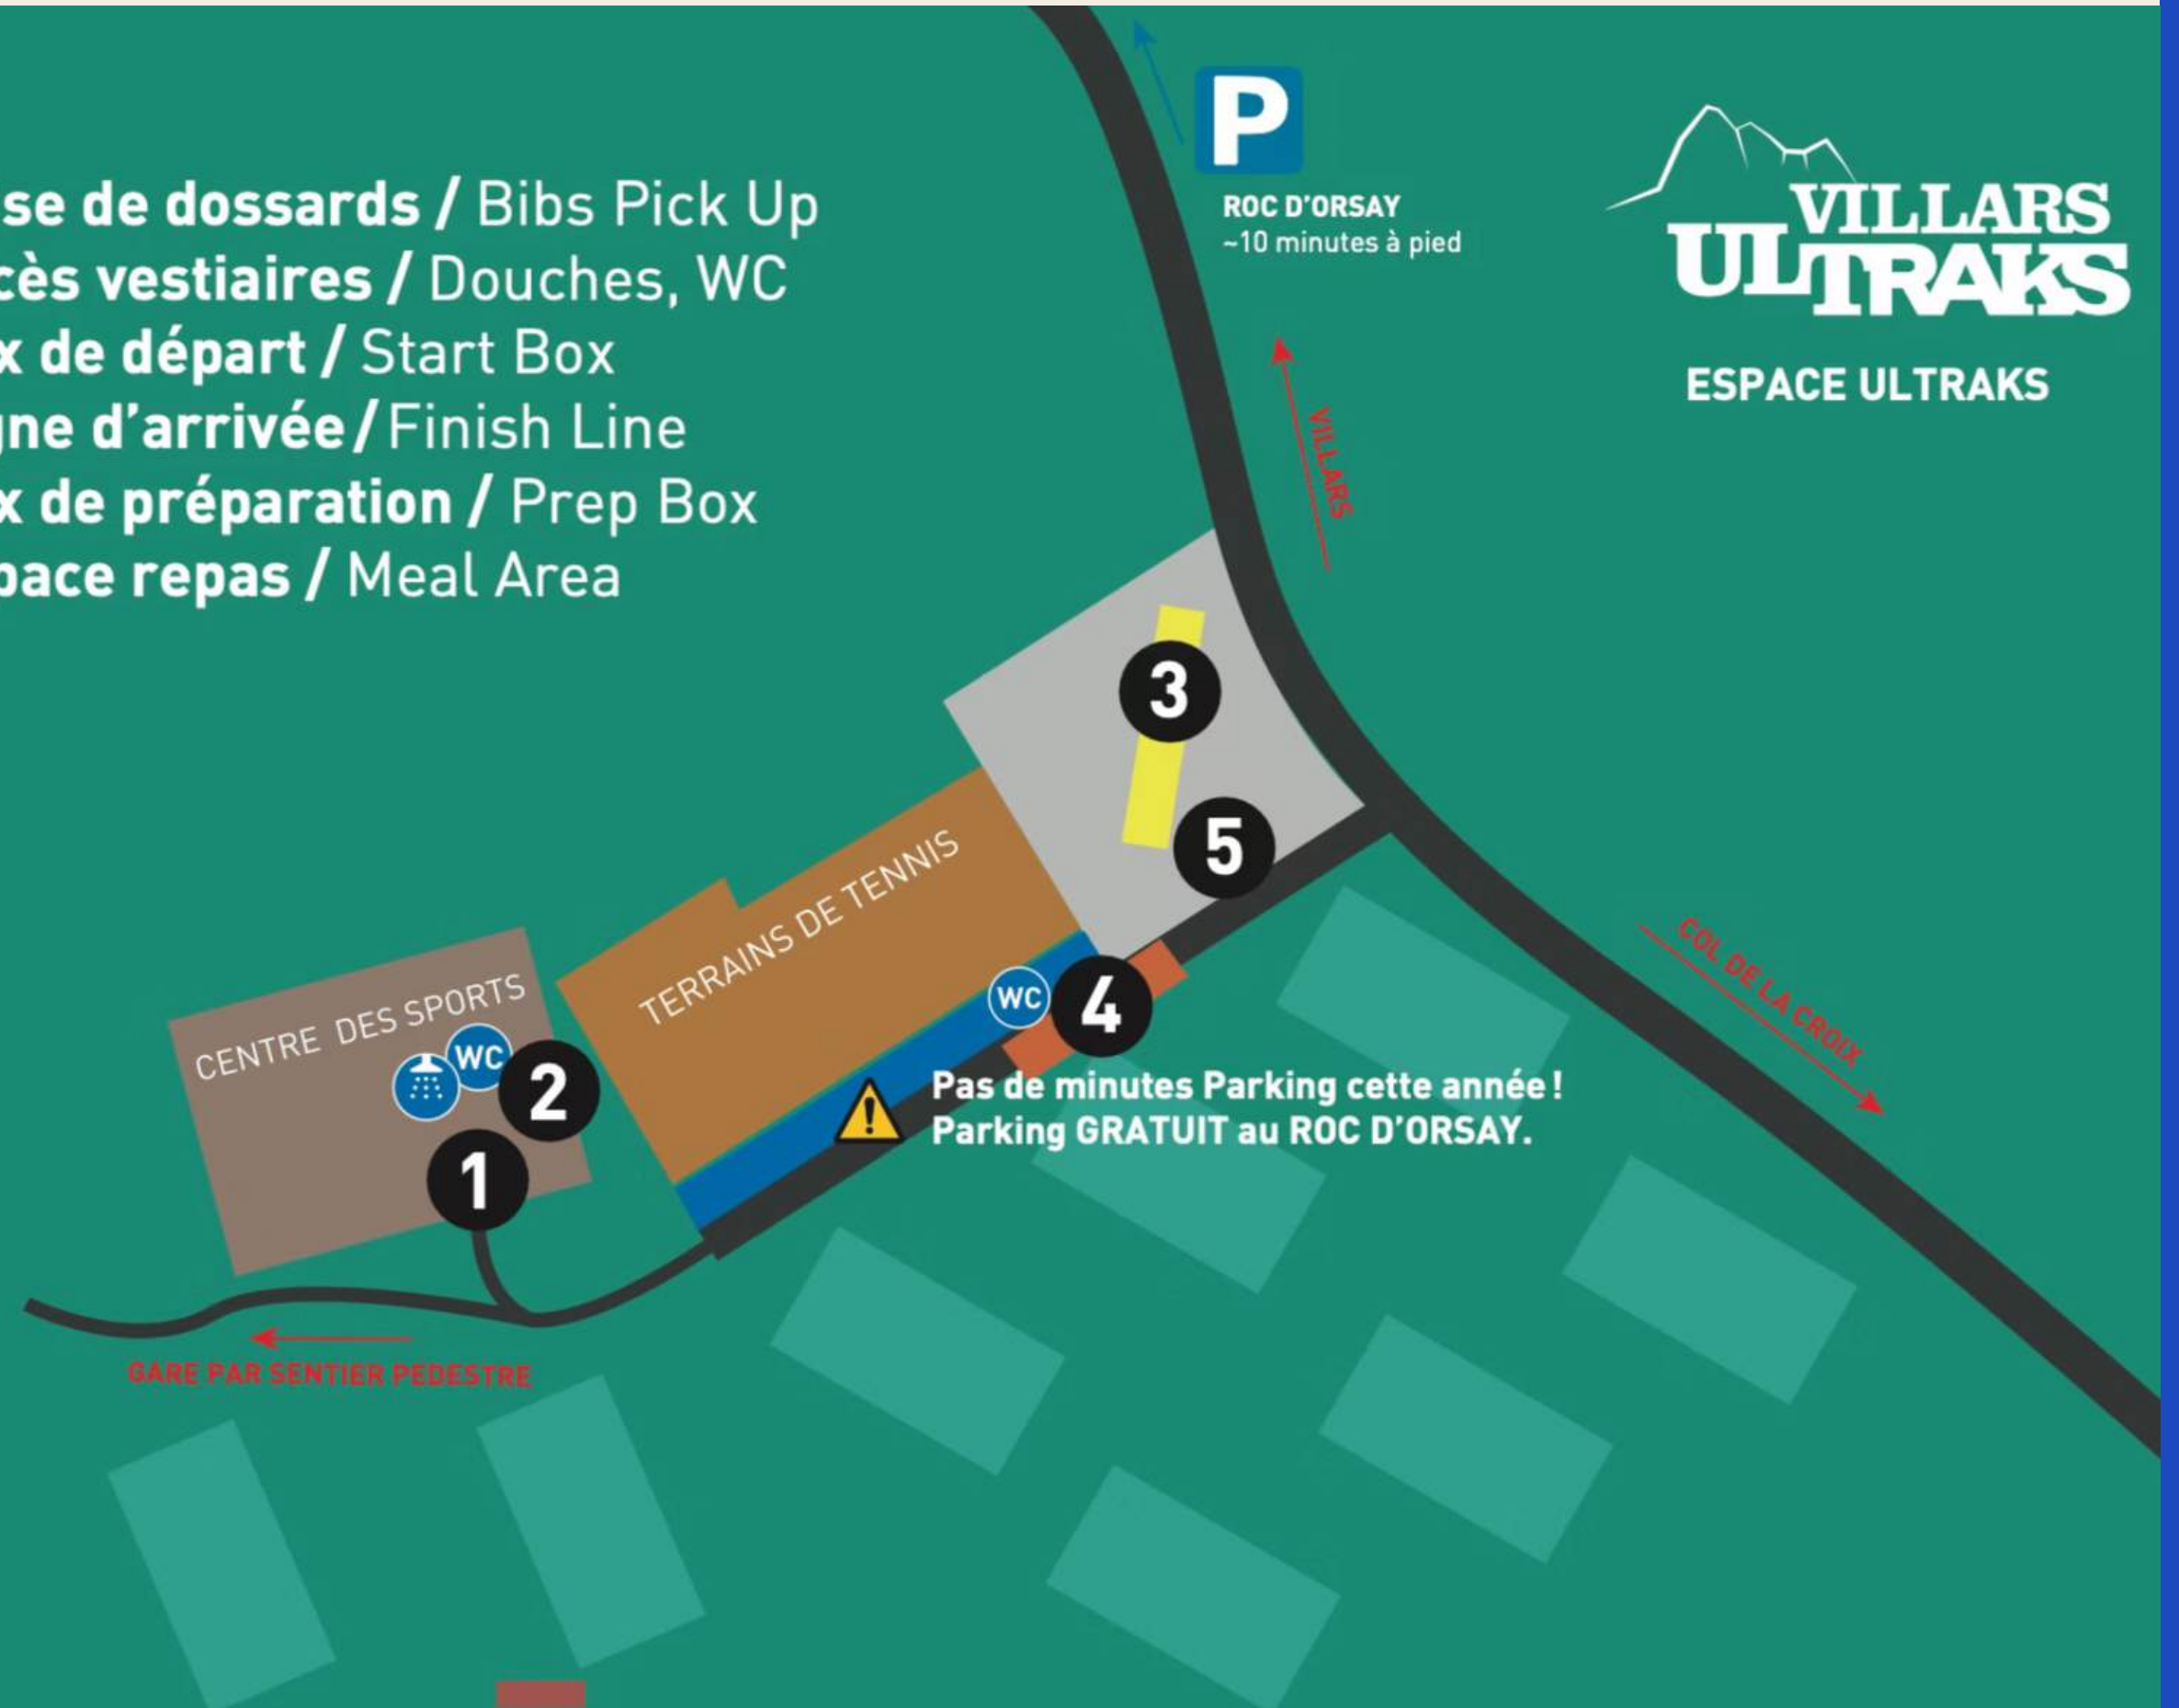 se de dossards / Bibs Pick Up
cès vestiaires / Douches, WC
x de départ / Start Box
gne d'arrivée / Finish Line
x de préparation / Prep Box
pace repas / Meal Area
P
ROC D'ORSAY
~10 minutes à pied
VILLARS
ULTRAKS
ESPACE ULTRAKS
VILLARS
3
5
TERRAINS DE TENNIS
COL DE LA CROIX
CENTRE DES SPORTS
WC
4
WC
2
1
Pas de minutes Parking cette année !
Parking GRATUIT au ROC D'ORSAY.
GARE PAR SENTIER PEDESTRE